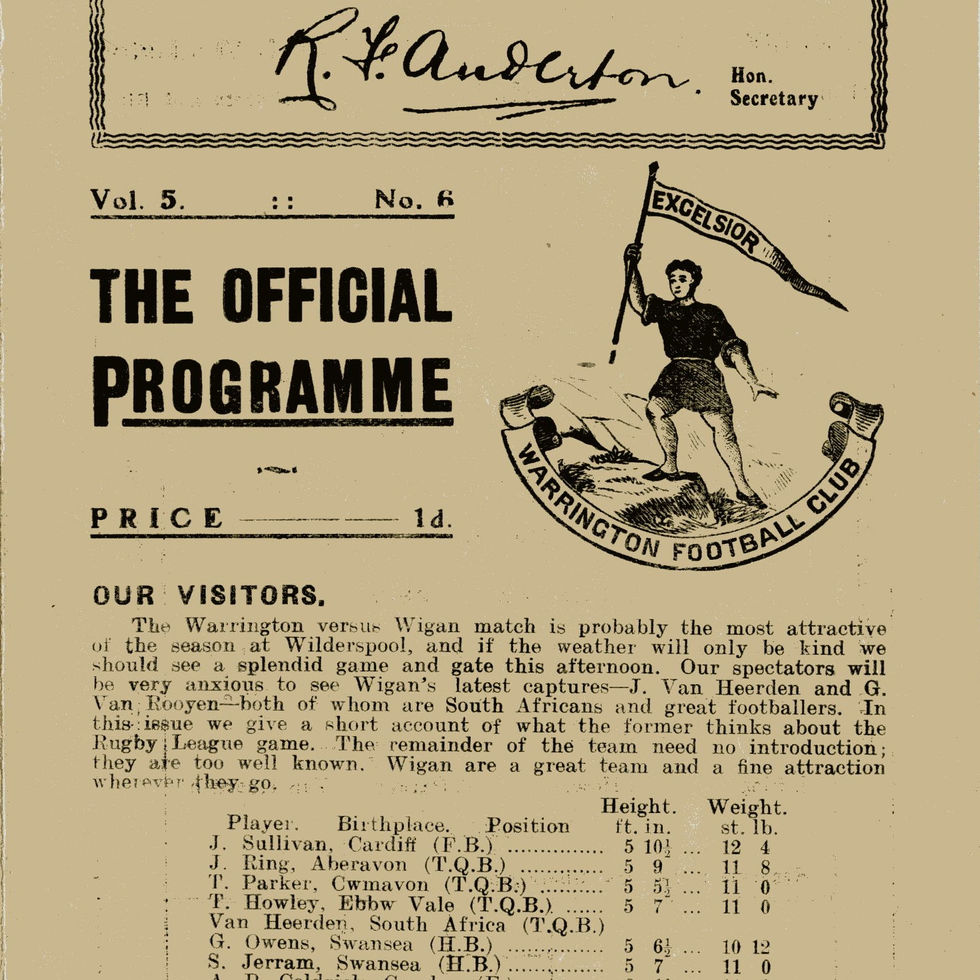 R. F. Anderton.
Hon.
Secretary
Vol. 5. :: No. 6
THE OFFICIAL
PROGRAMME
PRICE 1d.
EXCELSIOR
WARRINGTON FOOTBALL CLUB
OUR VISITORS.
The Warrington versus Wigan match is probably the most attractive
of the season at Wilderspool, and if the weather will only be kind we
should see a splendid game and gate this afternoon. Our spectators will
be very anxious to see Wigan's latest captures—J. Van Heerden and G.
Van Rooyen—both of whom are South Africans and great footballers. In
this issue we give a short account of what the former thinks about the
Rugby League game. The remainder of the team need no introduction;
they are too well known. Wigan are a great team and a fine attraction
wherever they go.
Height. Weight.
Player. Birthplace. Position ft. in. st. lb.
J. Sullivan, Cardiff (F.B.) ............... 5 10½ ... 12 4
J. Ring, Aberavon (T.Q.B.) ............. 5 9 ... 11 8
T. Parker, Cwmavon (T.Q.B.) .......... 5 5½ ... 11 0
T. Howley, Ebbw Vale (T.Q.B.) ...... 5 7 ... 11 0
Van Heerden, South Africa (T.Q.B.)
G. Owens, Swansea (H.B.) ............... 5 6½ ... 10 12
S. Jerram, Swansea (H.B.) .............. 5 7 ... 11 0